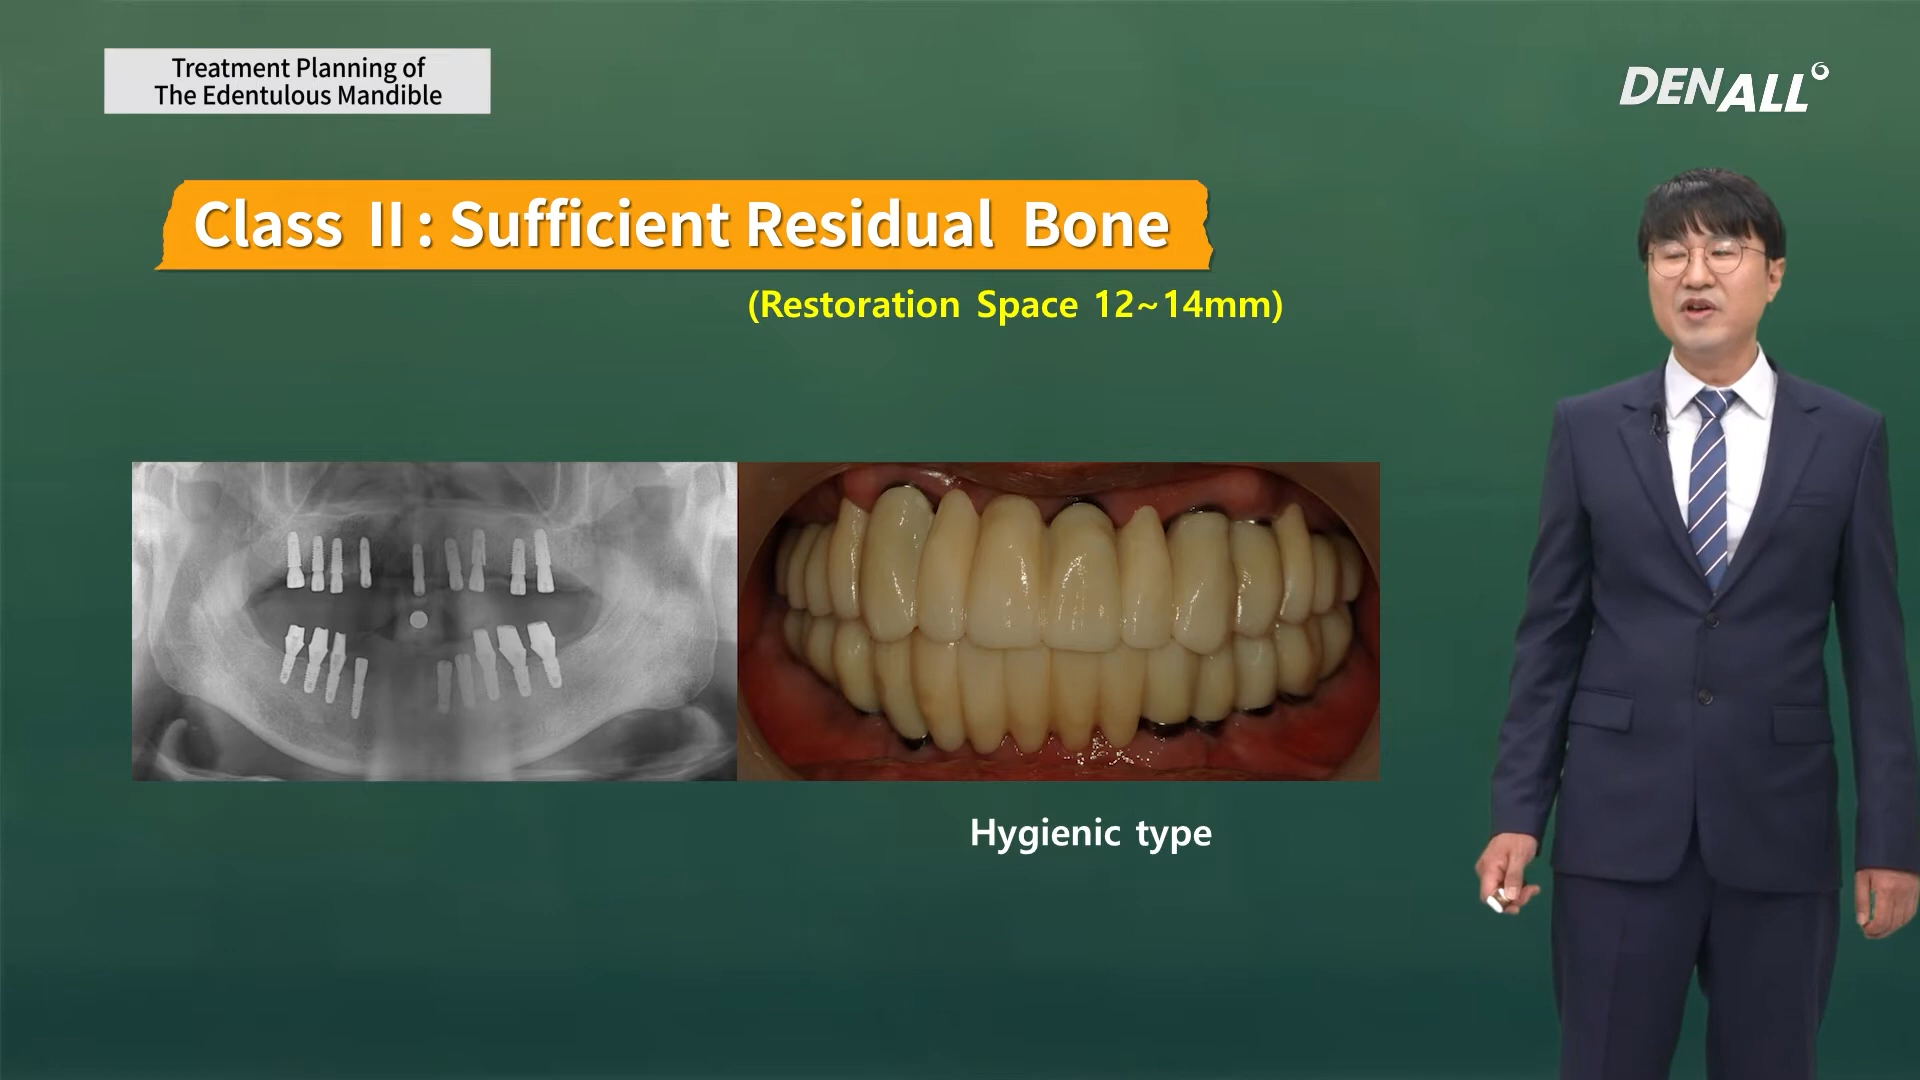 Treatment Planning of
The Edentulous Mandible
DENALL
Class II : Sufficient Residual Bone
(Restoration Space 12~14mm)
Hygienic type